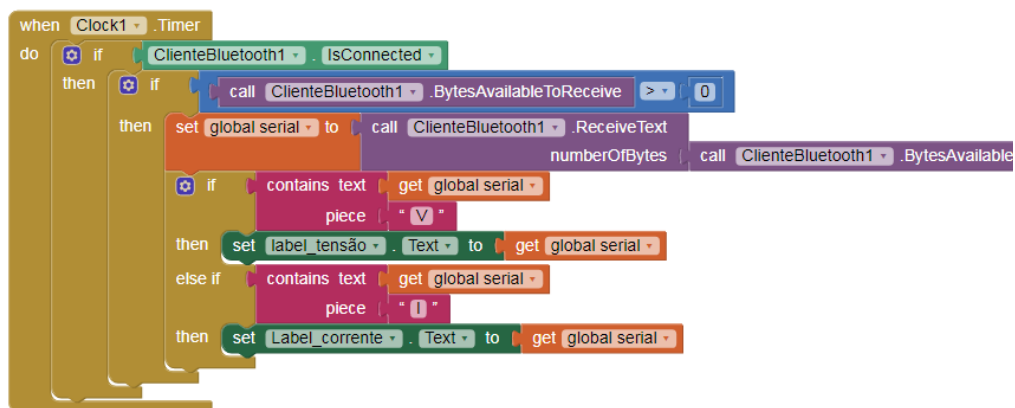 when Clock1 .Timer
do if ClienteBluetooth1 . IsConnected
then if call ClienteBluetooth1 .BytesAvailableToReceive > 0
then set global serial to call ClienteBluetooth1 .ReceiveText
numberOfBytes call ClienteBluetooth1 .BytesAvailable
if contains text get global serial
piece " V "
then set label_tensão . Text to get global serial
else if contains text get global serial
piece " I "
then set Label_corrente . Text to get global serial